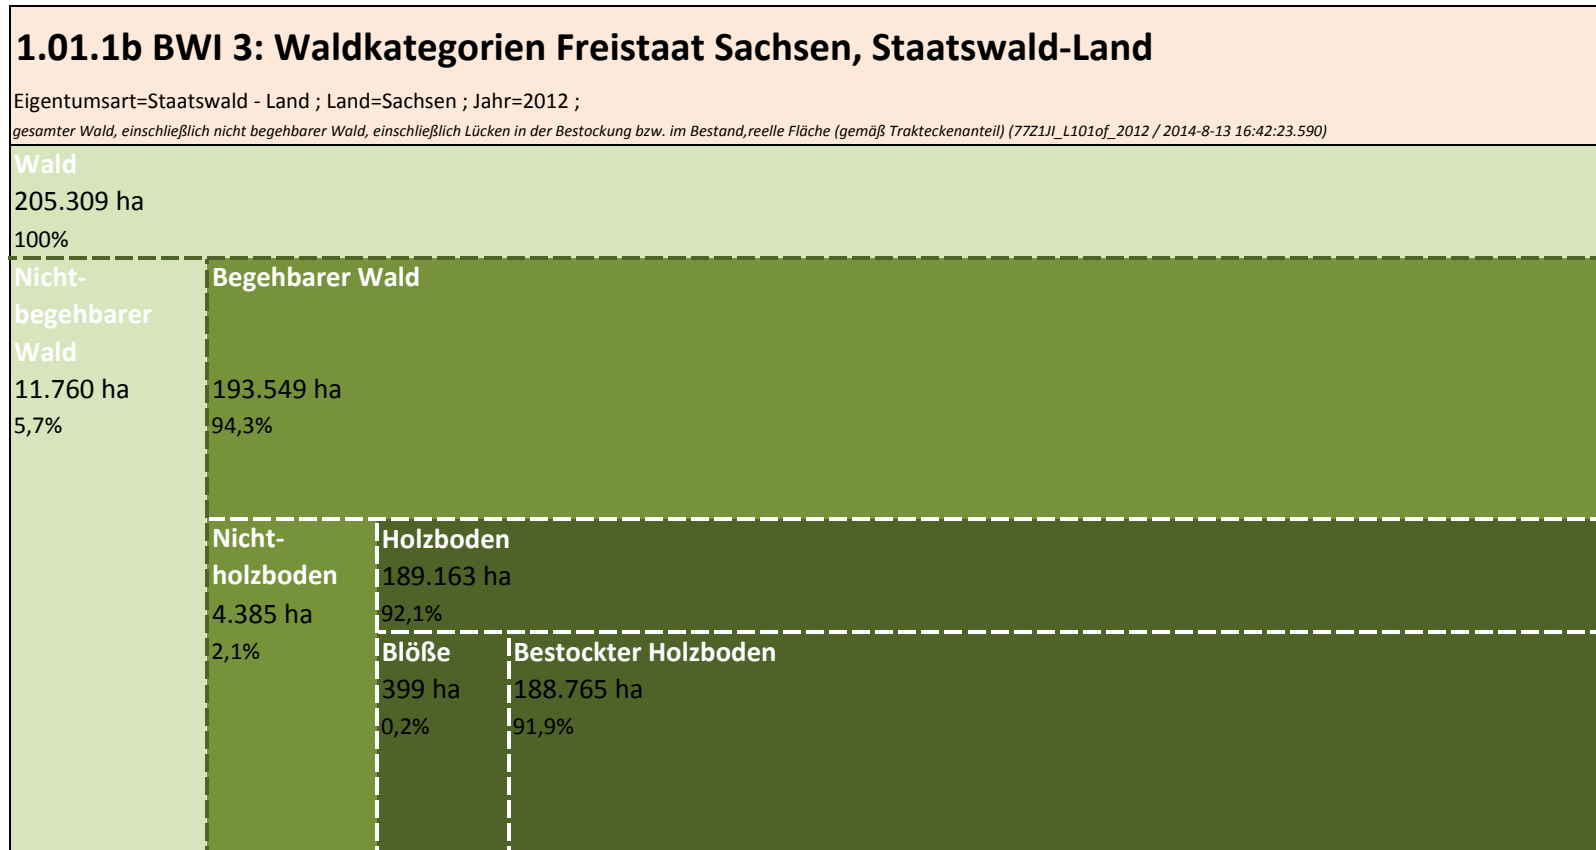 1.01.1b BWI 3: Waldkategorien Freistaat Sachsen, Staatswald-Land
Eigentumsart=Staatswald - Land ; Land=Sachsen ; Jahr=2012 ;
gesamter Wald, einschließlich nicht begehbarer Wald, einschließlich Lücken in der Bestockung bzw. im Bestand,reelle Fläche (gemäß Trakteckenanteil) (77Z1JI_L101of_2012 / 2014-8-13 16:42:23.590)
Wald
205.309 ha
100%
Nicht-
begehbarer
Wald
11.760 ha
5,7%
Begehbarer Wald
193.549 ha
94,3%
Nicht-
holzboden
4.385 ha
2,1%
Holzboden
189.163 ha
92,1%
Blöße
399 ha
0,2%
Bestockter Holzboden
188.765 ha
91,9%